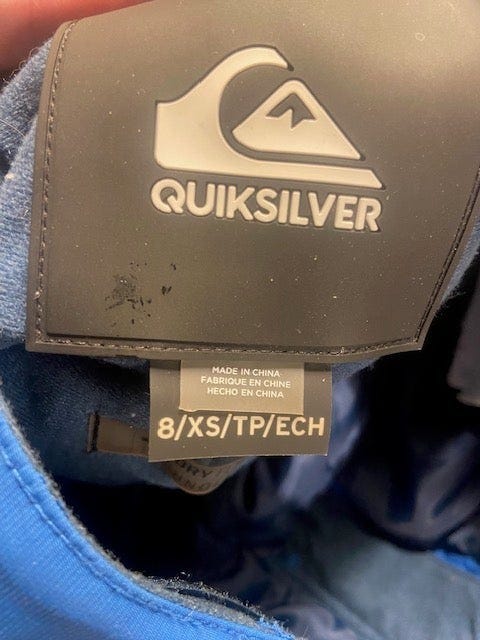 QUIKSILVER
MADE IN CHINA
FABRIQUE EN CHINE
HECHO EN CHINA
8/XS/TP/ECH